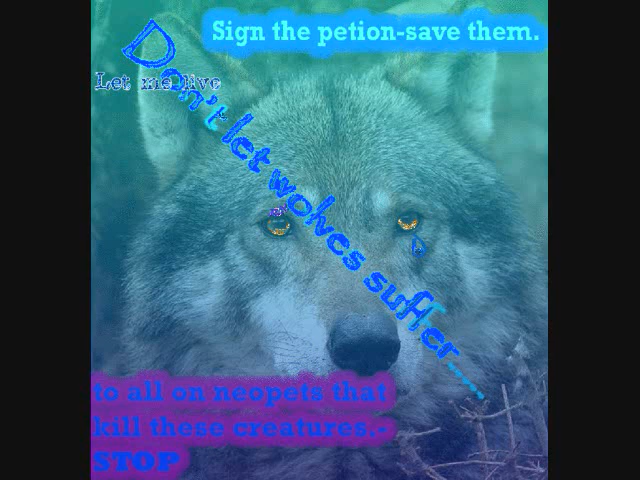 Sign the petion-save them.
Let me live
Don't let wolves suffer.....
to all on neopets that
kill these creatures.-
STOP